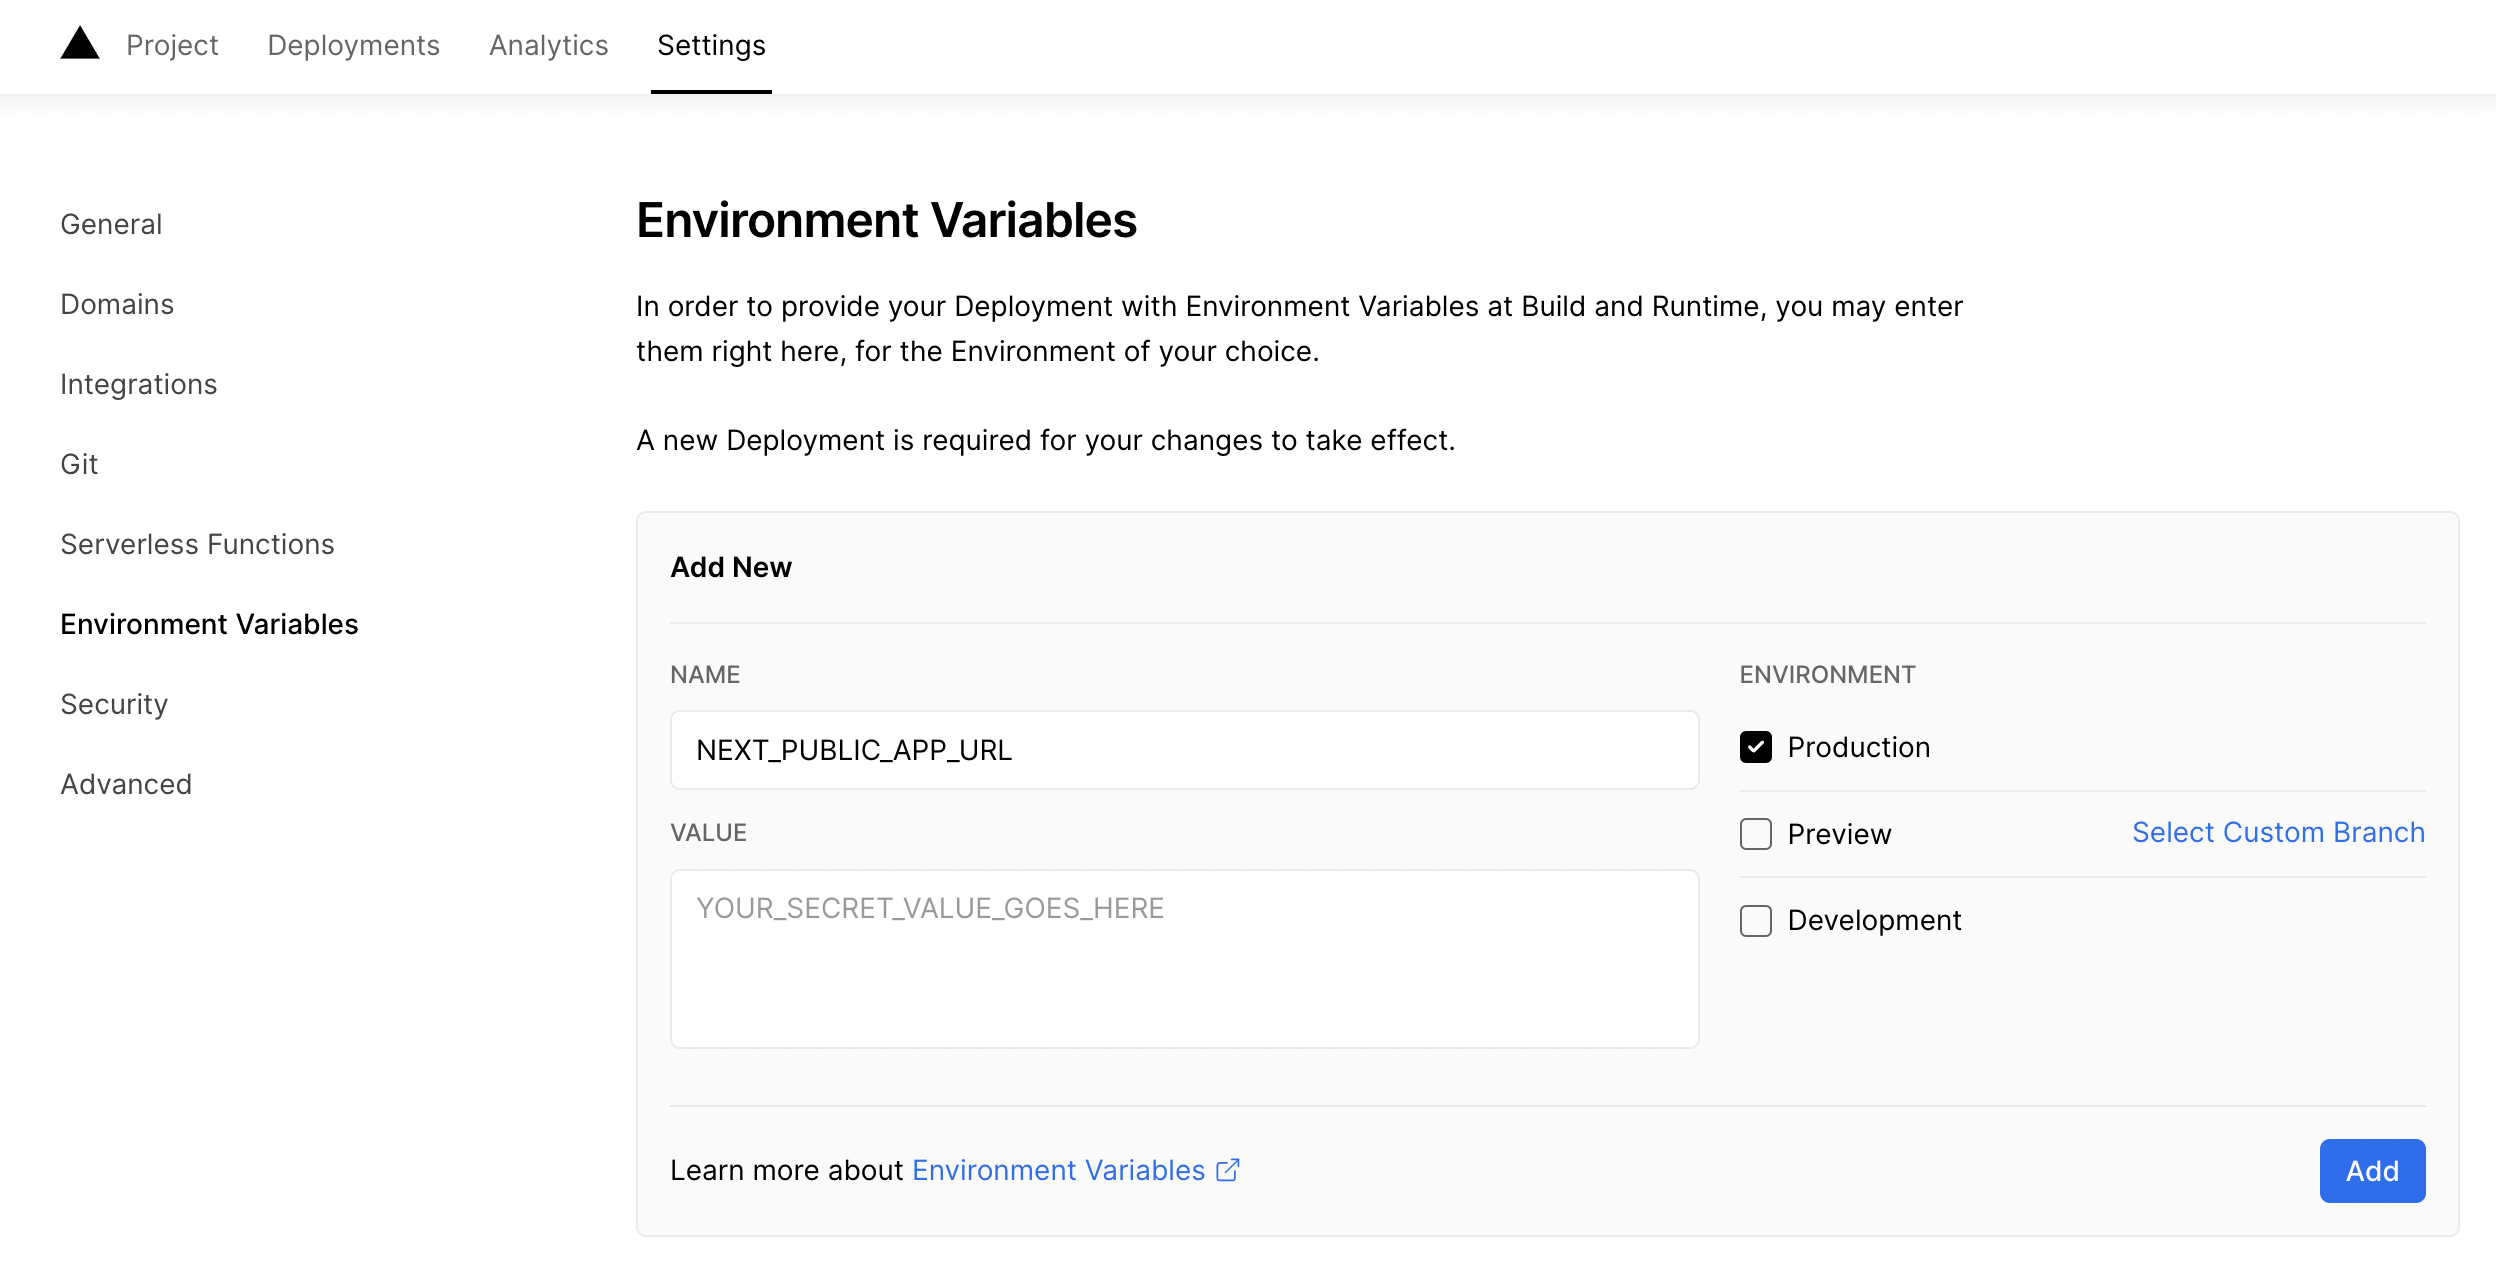 Project Deployments Analytics Settings
General
Domains
Integrations
Git
Serverless Functions
Environment Variables
Security
Advanced
Environment Variables
In order to provide your Deployment with Environment Variables at Build and Runtime, you may enter
them right here, for the Environment of your choice.
A new Deployment is required for your changes to take effect.
Add New
NAME
NEXT_PUBLIC_APP_URL
VALUE
YOUR_SECRET_VALUE_GOES_HERE
ENVIRONMENT
Production
Preview Select Custom Branch
Development
Learn more about Environment Variables
Add